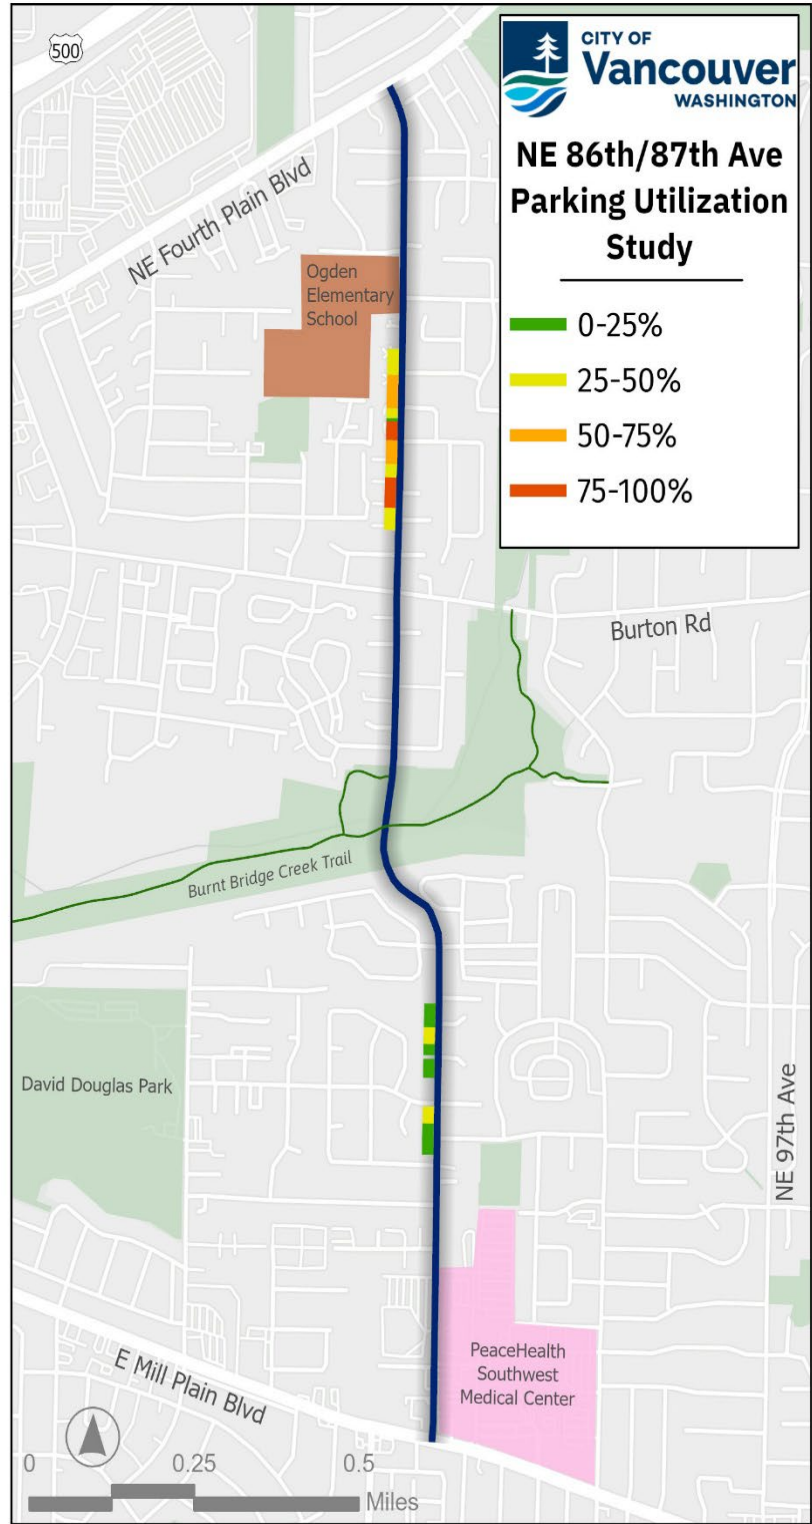 500
CITY OF
Vancouver
WASHINGTON
NE 86th/87th Ave
Parking Utilization
Study
0-25%
25-50%
50-75%
75-100%
NE Fourth Plain Blvd
Ogden
Elementary
School
Burton Rd
Burnt Bridge Creek Trail
David Douglas Park
NE 97th Ave
PeaceHealth
Southwest
Medical Center
E Mill Plain Blvd
0 0.25 0.5
Miles